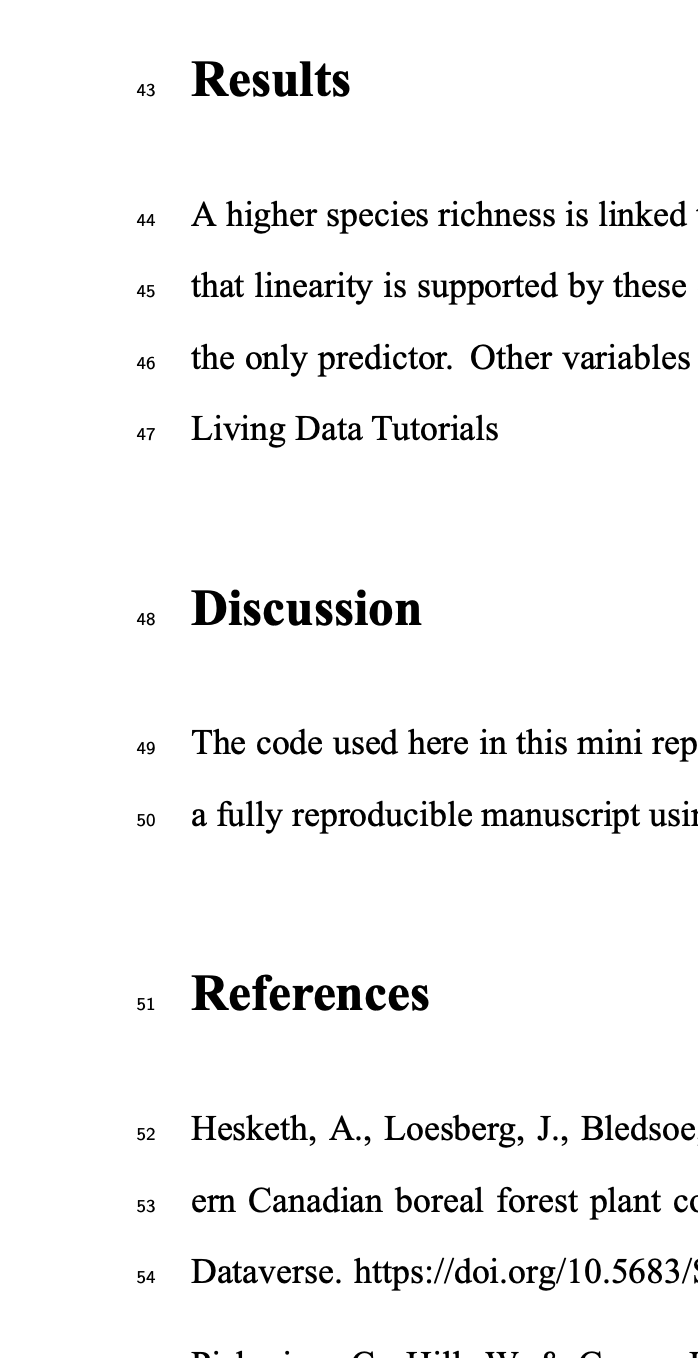 43 Results
44 A higher species richness is linked
45 that linearity is supported by these
46 the only predictor. Other variables
47 Living Data Tutorials
48 Discussion
49 The code used here in this mini rep
50 a fully reproducible manuscript usin
51 References
52 Hesketh, A., Loesberg, J., Bledsoe,
53 ern Canadian boreal forest plant co
54 Dataverse. https://doi.org/10.5683/S